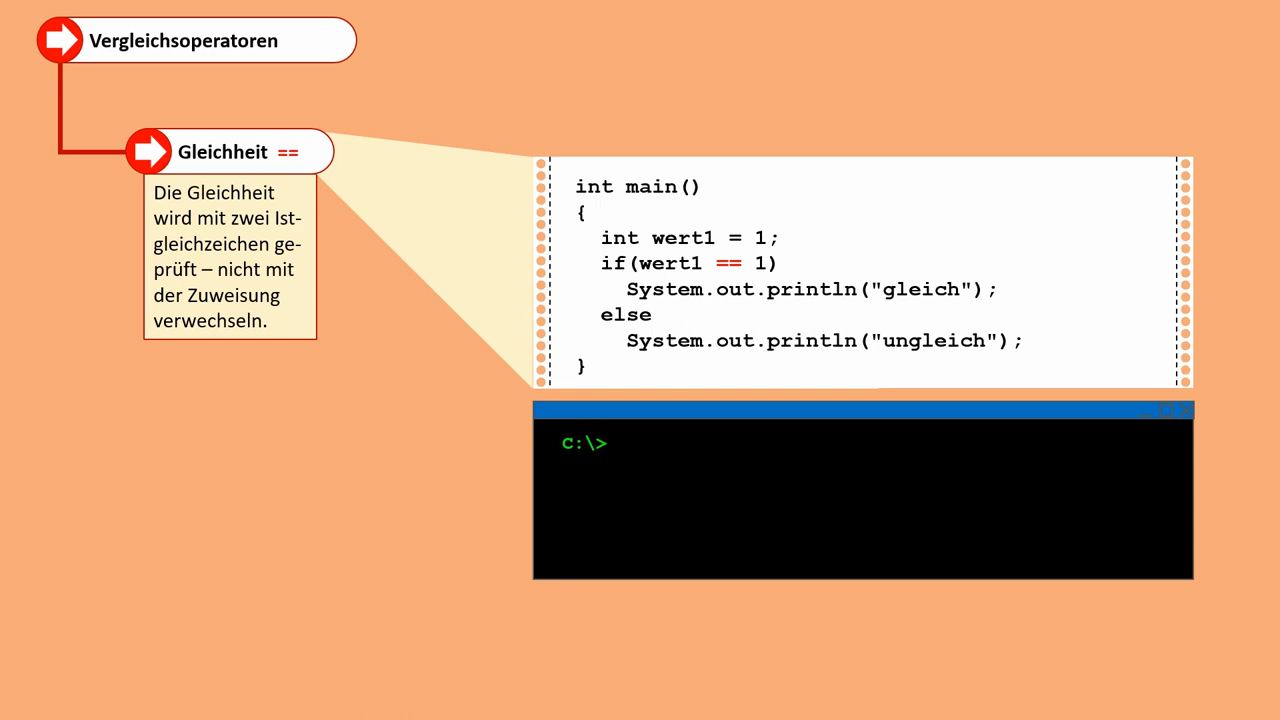 Vergleichsoperatoren
Gleichheit ==
Die Gleichheit
wird mit zwei Ist-
gleichzeichen ge-
prüft – nicht mit
der Zuweisung
verwechseln.
int main()
{
  int wert1 = 1;
  if(wert1 == 1)
    System.out.println("gleich");
  else
    System.out.println("ungleich");
}
C:\>